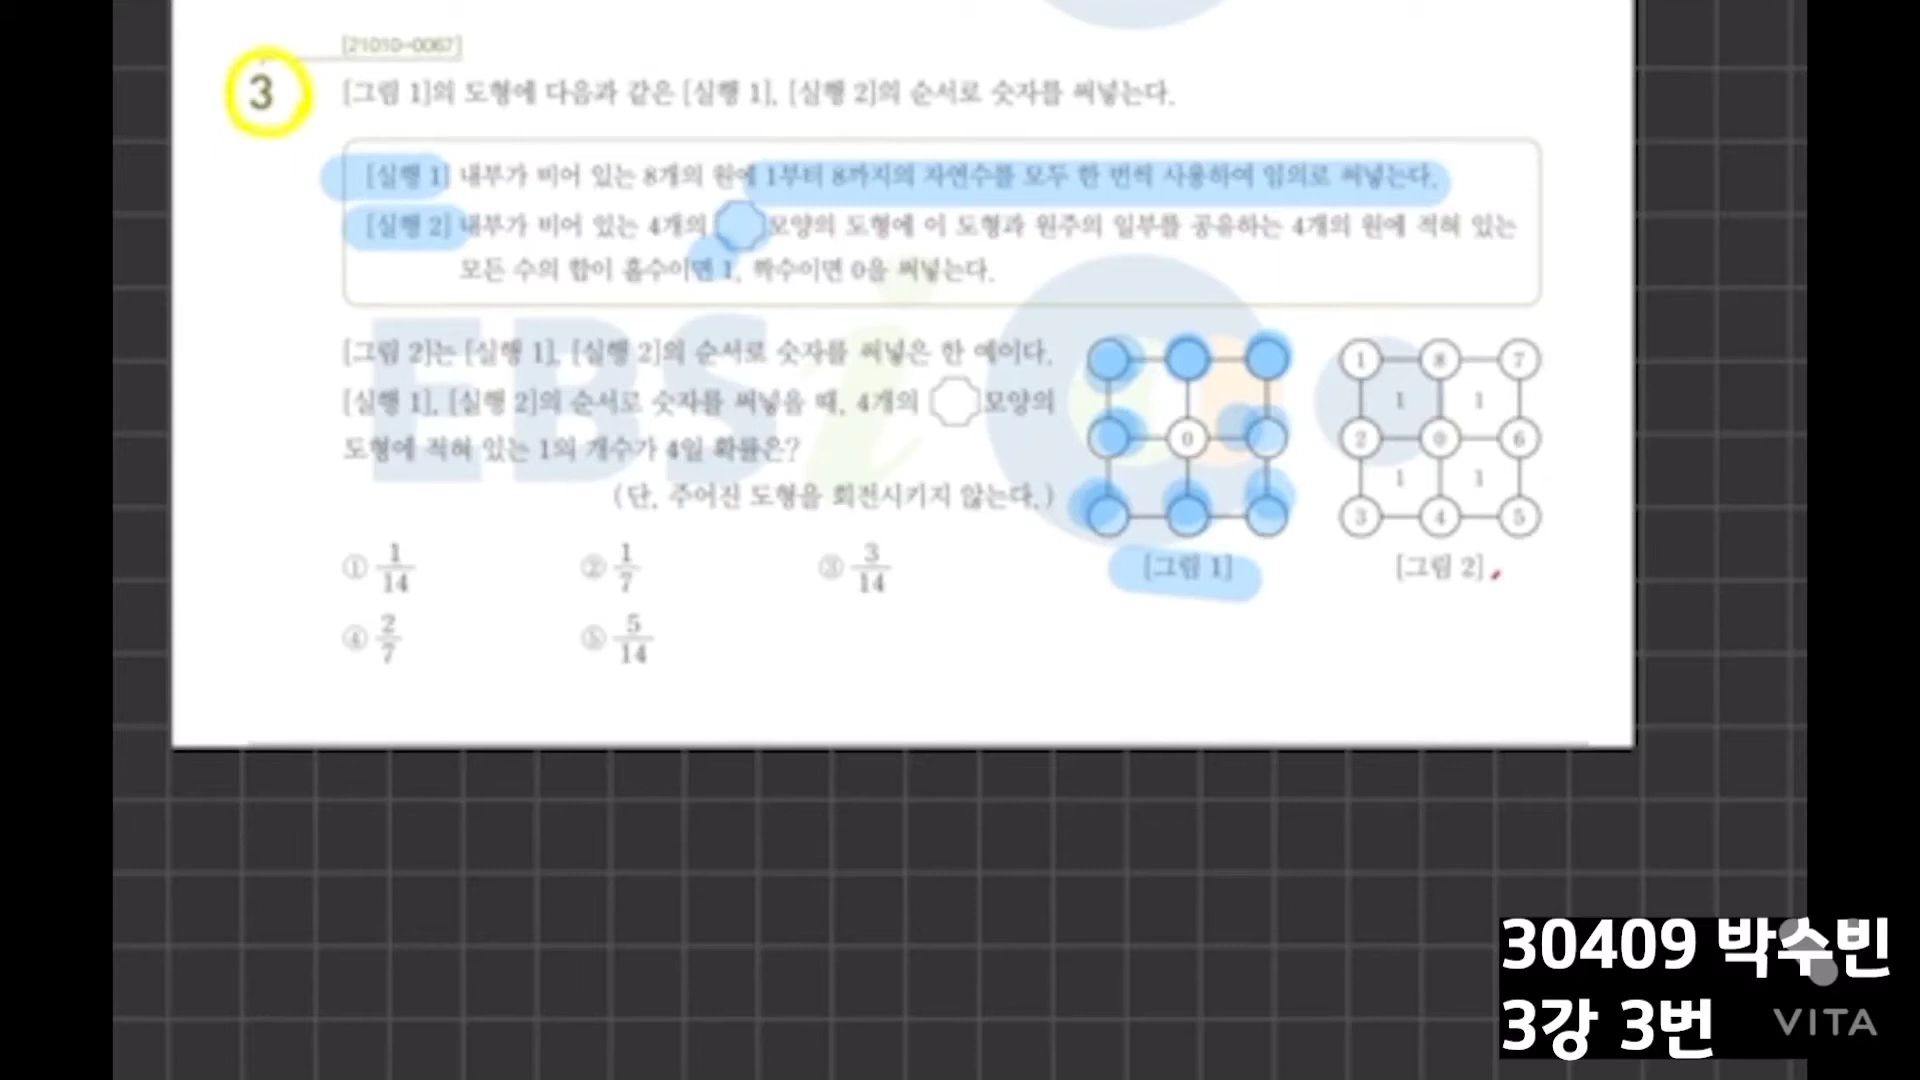 [21010-0067]
3
[그림 1]의 도형에 다음과 같은 [실행 1], [실행 2]의 순서로 숫자를 써넣는다.
[실행 1] 내부가 비어 있는 8개의 원에 1부터 8까지의 자연수를 모두 한 번씩 사용하여 임의로 써넣는다.
[실행 2] 내부가 비어 있는 4개의 모양의 도형에 이 도형과 원주의 일부를 공유하는 4개의 원에 적혀 있는
모든 수의 합이 홀수이면 1, 짝수이면 0을 써넣는다.
[그림 2]는 [실행 1], [실행 2]의 순서로 숫자를 써넣은 한 예이다.
[실행 1], [실행 2]의 순서로 숫자를 써넣을 때, 4개의 모양의
도형에 적혀 있는 1의 개수가 4일 확률은?
(단, 주어진 도형을 회전시키지 않는다.)
① 1/14 ② 1/7 ③ 3/14
④ 2/7 ⑤ 5/14
0
[그림 1]
1 8 7
1 1
2 0 6
1 1
3 4 5
[그림 2]
EBSi
30409 박수빈
3강 3번
VITA